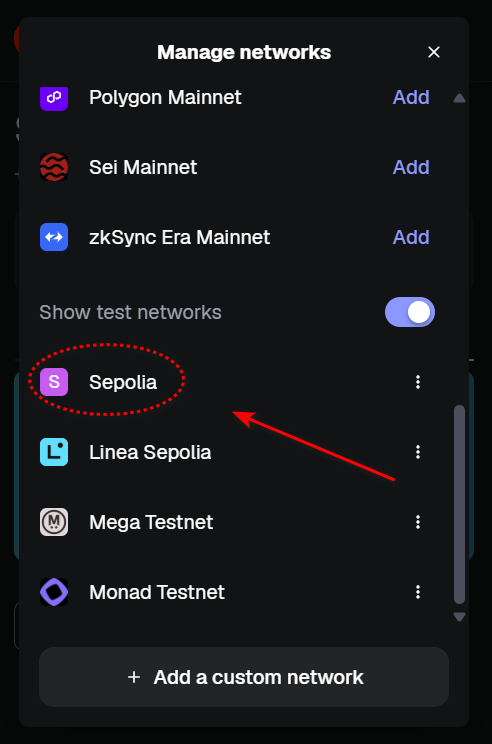 Manage networks
Polygon Mainnet Add
Sei Mainnet Add
zkSync Era Mainnet Add
Show test networks
S Sepolia
Linea Sepolia
M Mega Testnet
Monad Testnet
+ Add a custom network